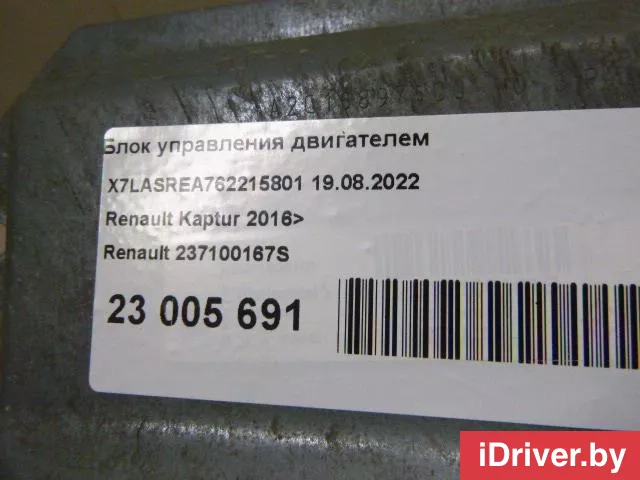 Блок управления двигателем
X7LASREA762215801 19.08.2022
Renault Kaptur 2016>
Renault 237100167S
23 005 691
iDriver.by